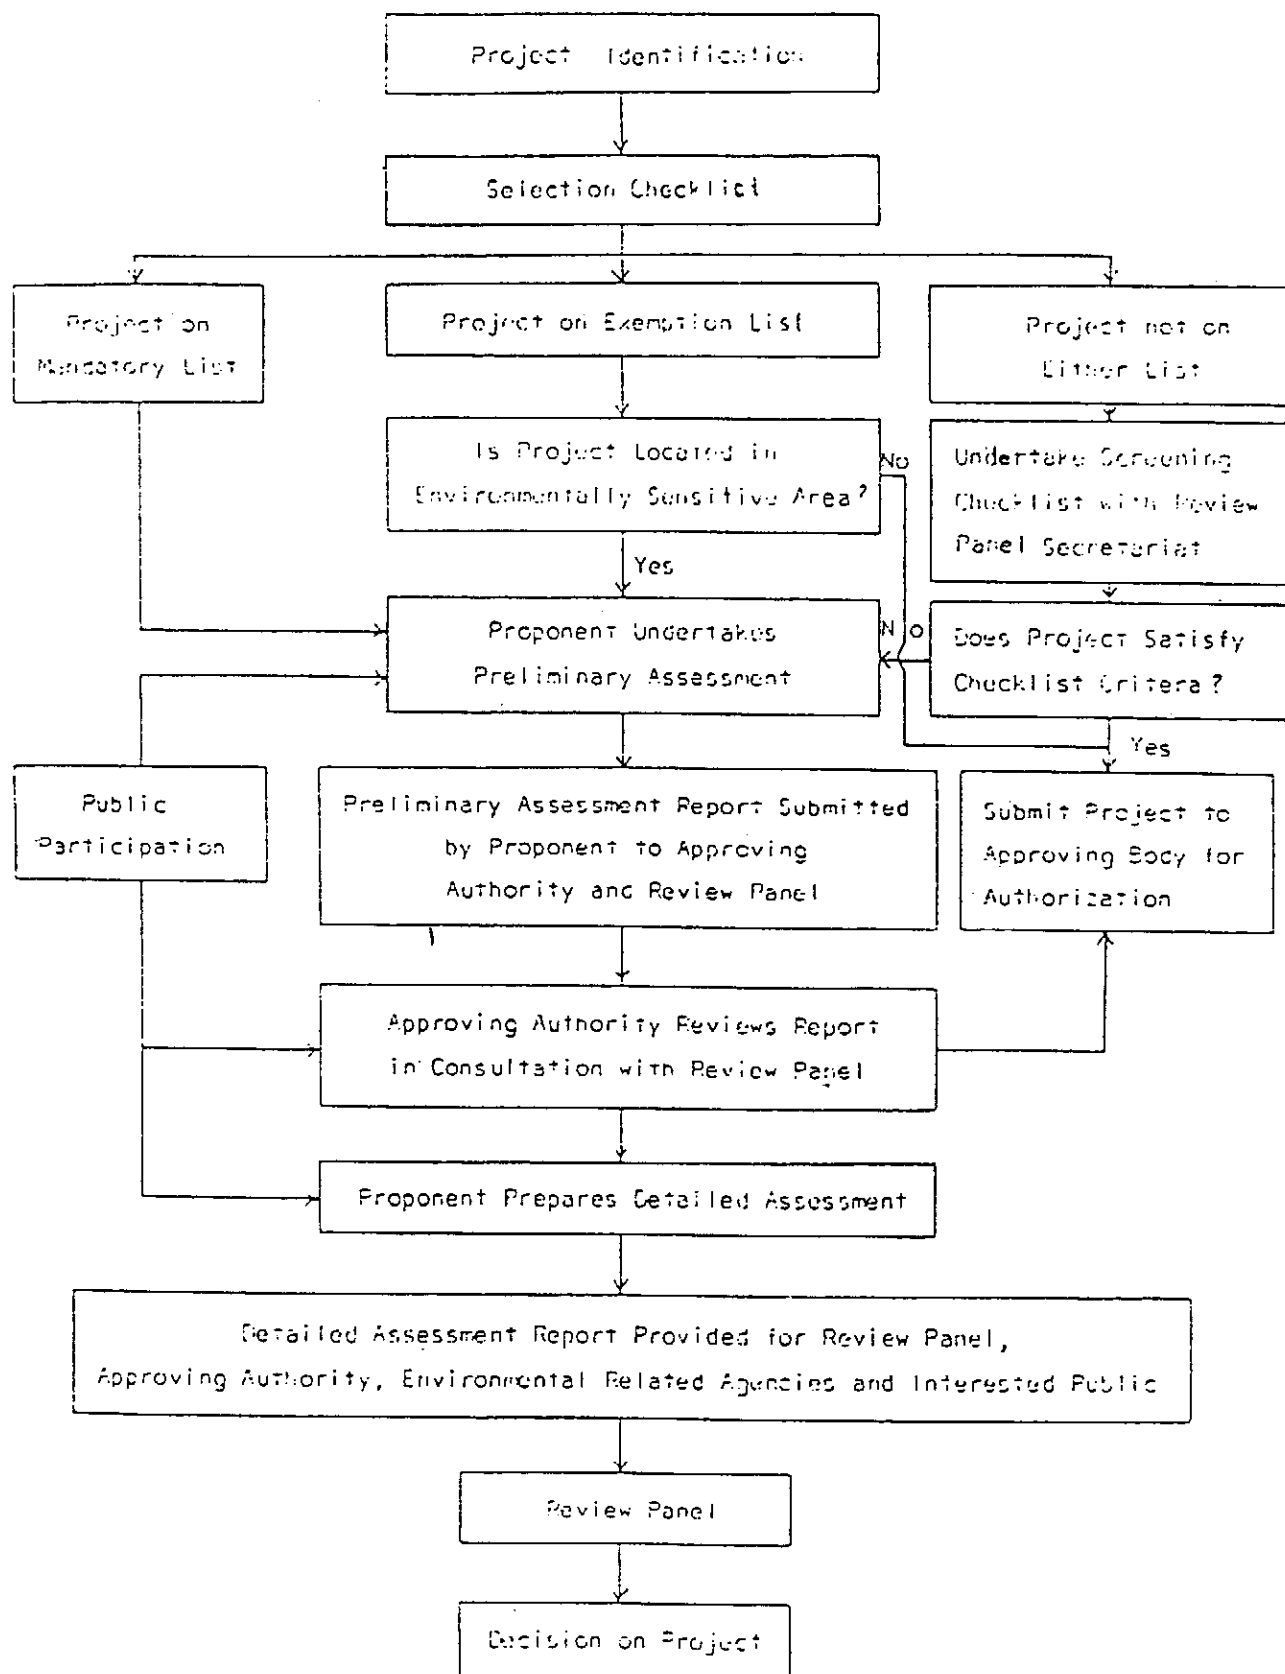 Project Identification
Selection Checklist
Project on
Mandatory List
Project on Exemption List
Project not on
Either List
Is Project Located in
Environmentally Sensitive Area?
No
Undertake Screening
Checklist with Review
Panel Secretariat
Yes
Proponent Undertakes
Preliminary Assessment
N O
Does Project Satisfy
Checklist Critera?
Yes
Public
Participation
Preliminary Assessment Report Submitted
by Proponent to Approving
Authority and Review Panel
Submit Project to
Approving Body for
Authorization
Approving Authority Reviews Report
in Consultation with Review Panel
Proponent Prepares Detailed Assessment
Detailed Assessment Report Provided for Review Panel,
Approving Authority, Environmental Related Agencies and Interested Public
Review Panel
Decision on Project